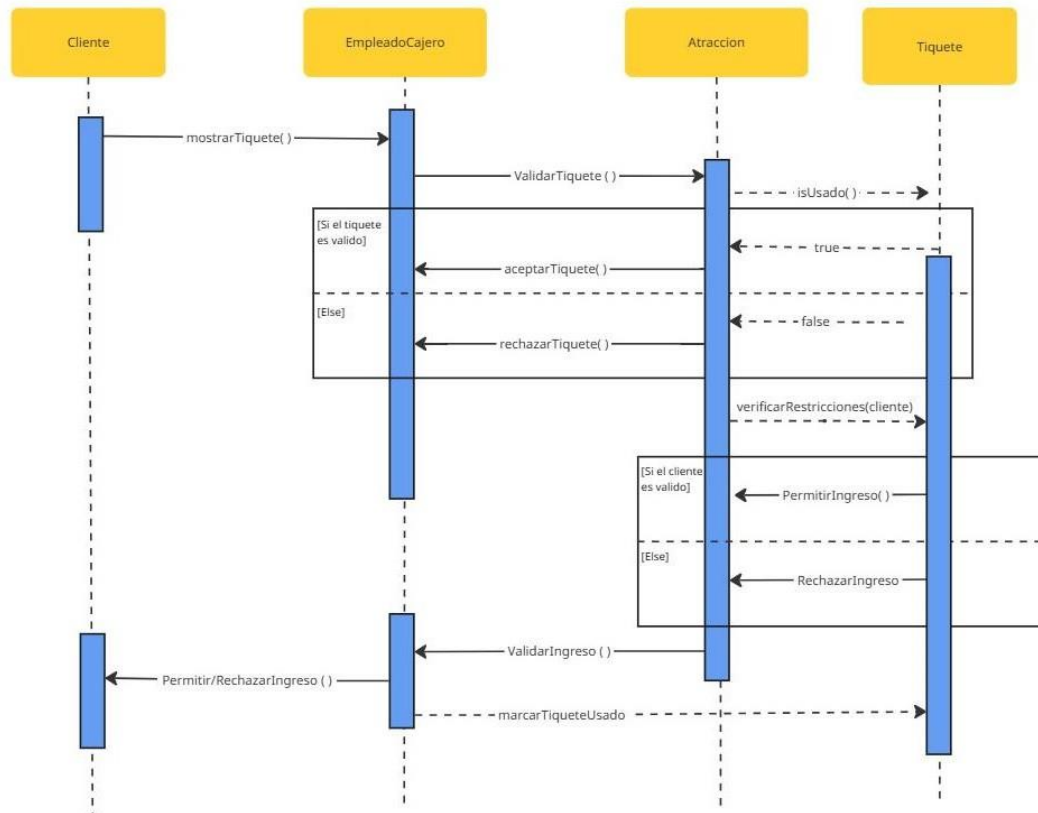 Cliente
EmpleadoCajero
Atraccion
Tiquete
mostrarTiquete( )
ValidarTiquete ( )
isUsado( )
[Si el tiquete
es valido]
true
aceptarTiquete( )
[Else]
false
rechazarTiquete( )
verificarRestricciones(cliente)
[Si el cliente
es valido]
PermitirIngreso( )
[Else]
RechazarIngreso
ValidarIngreso ( )
Permitir/RechazarIngreso ( )
marcarTiqueteUsado